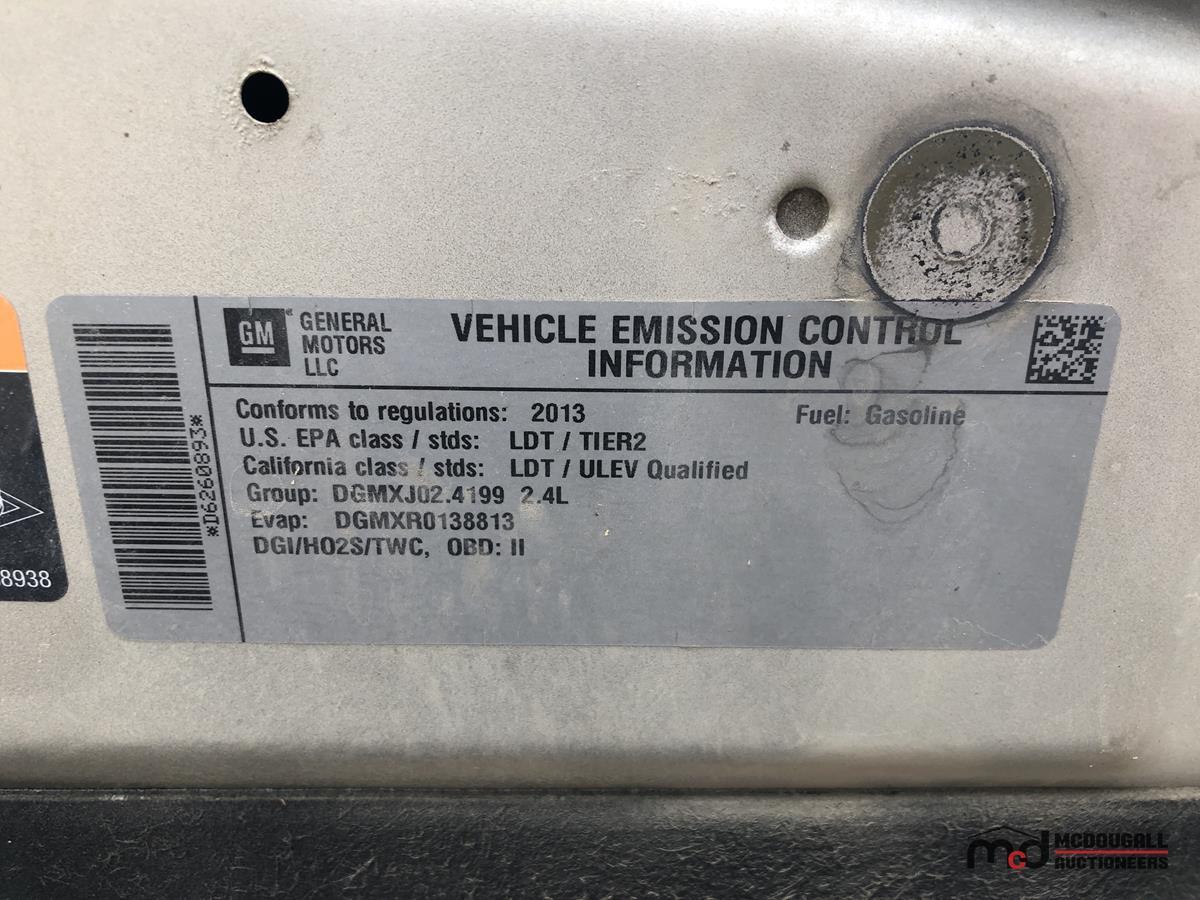 GM
GENERAL
MOTORS
LLC
VEHICLE EMISSION CONTROL
INFORMATION
Conforms to regulations: 2013
Fuel: Gasoline
U.S. EPA class / stds: LDT / TIER2
California class / stds: LDT / ULEV Qualified
Group: DGMXJ02.4199 2.4L
Evap: DGMXR0138813
DGI/HO2S/TWC, OBD: II
*D6260893*
8938
mcd MCDOUGALL
AUCTIONEERS